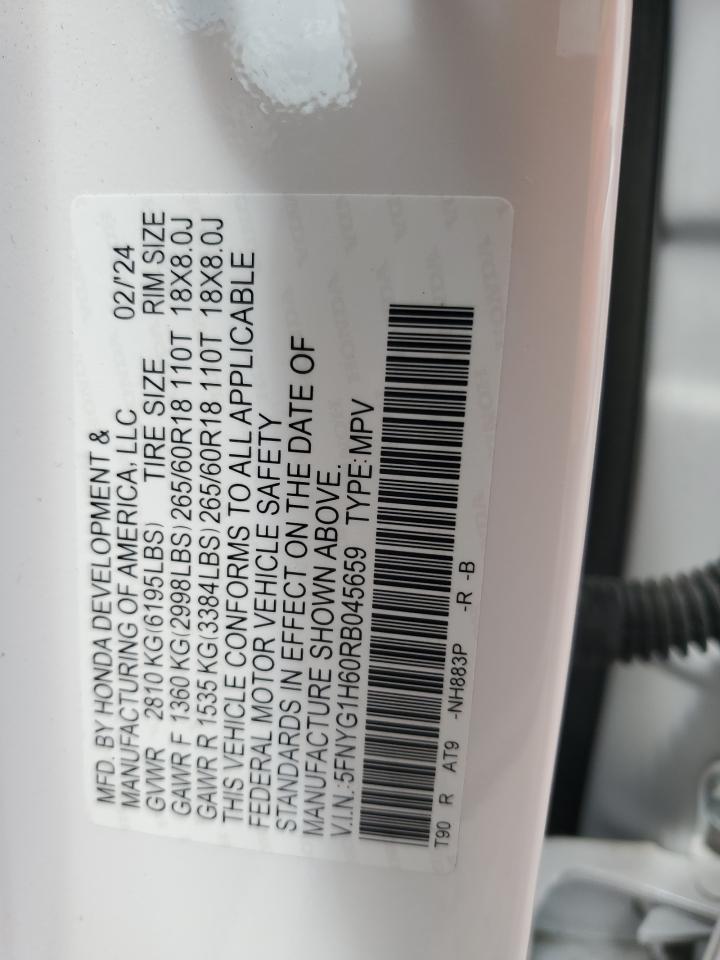 MFD. BY HONDA DEVELOPMENT &
MANUFACTURING OF AMERICA, LLC 02/'24
GVWR 2810 KG(6195LBS) TIRE SIZE RIM SIZE
GAWR F 1360 KG(2998LBS) 265/60R18 110T 18X8.0J
GAWR R 1535 KG(3384LBS) 265/60R18 110T 18X8.0J
THIS VEHICLE CONFORMS TO ALL APPLICABLE
FEDERAL MOTOR VEHICLE SAFETY
STANDARDS IN EFFECT ON THE DATE OF
MANUFACTURE SHOWN ABOVE.
V.I.N.:5FNYG1H60RB045659 TYPE:MPV
T90 R AT9 -NH883P -R -B